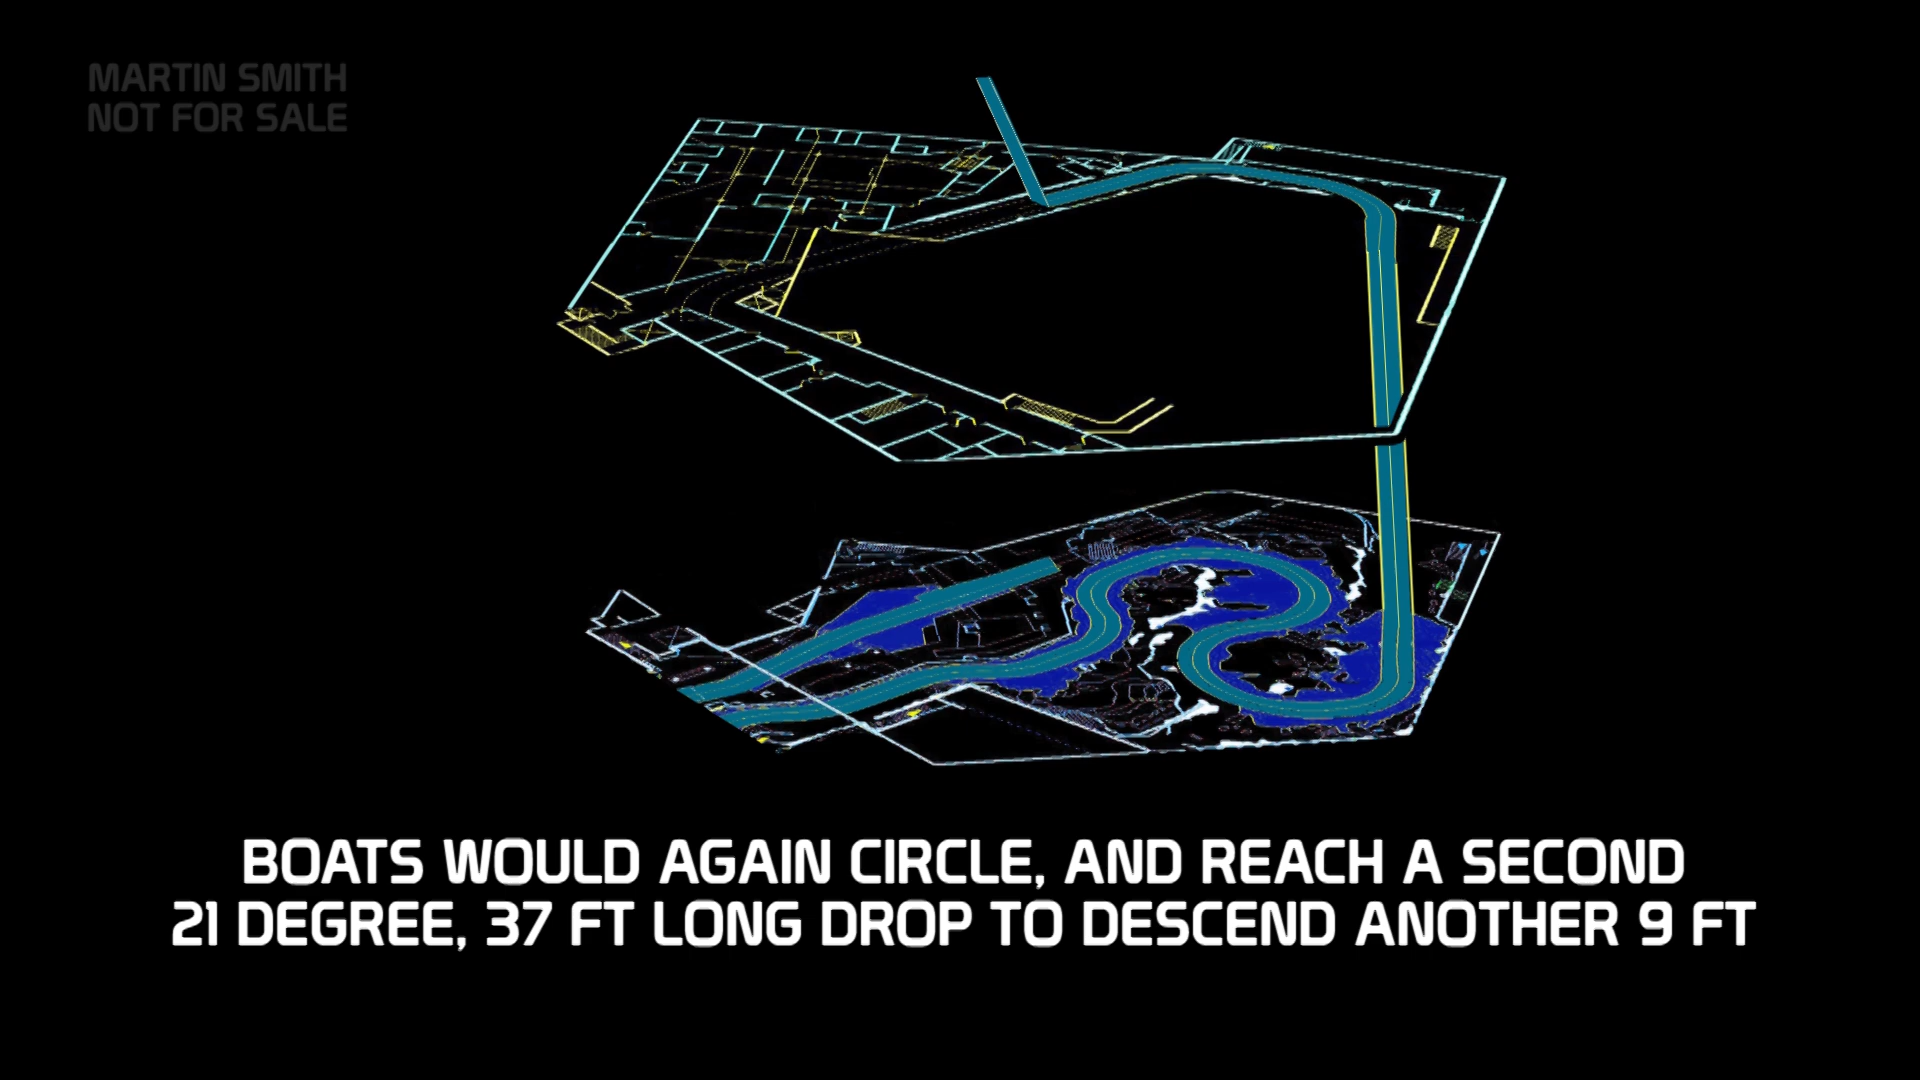 MARTIN SMITH
NOT FOR SALE
BOATS WOULD AGAIN CIRCLE, AND REACH A SECOND
21 DEGREE, 37 FT LONG DROP TO DESCEND ANOTHER 9 FT